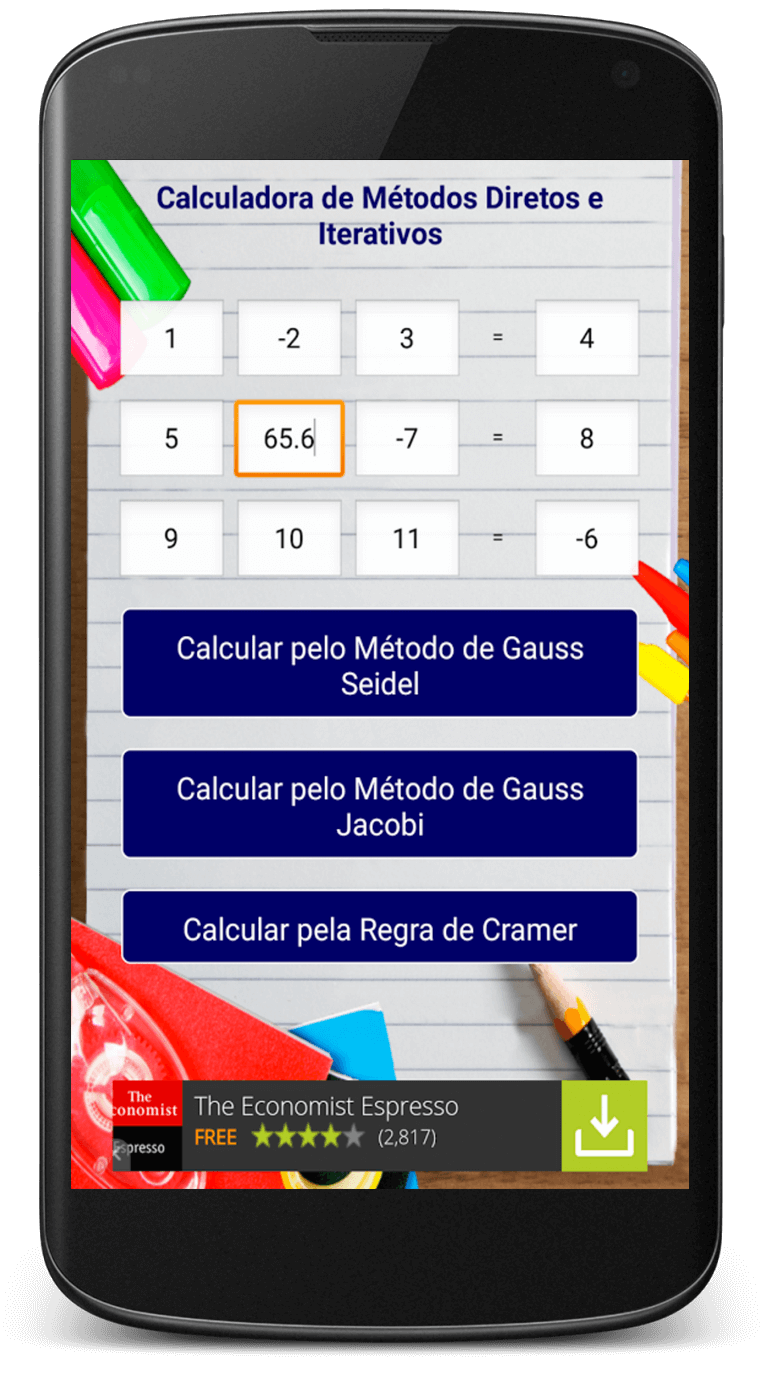 Calculadora de Métodos Diretos e
Iterativos
1 -2 3 = 4
5 65.6 -7 = 8
9 10 11 = -6
Calcular pelo Método de Gauss
Seidel
Calcular pelo Método de Gauss
Jacobi
Calcular pela Regra de Cramer
The
Economist
Espresso
The Economist Espresso
FREE (2,817)